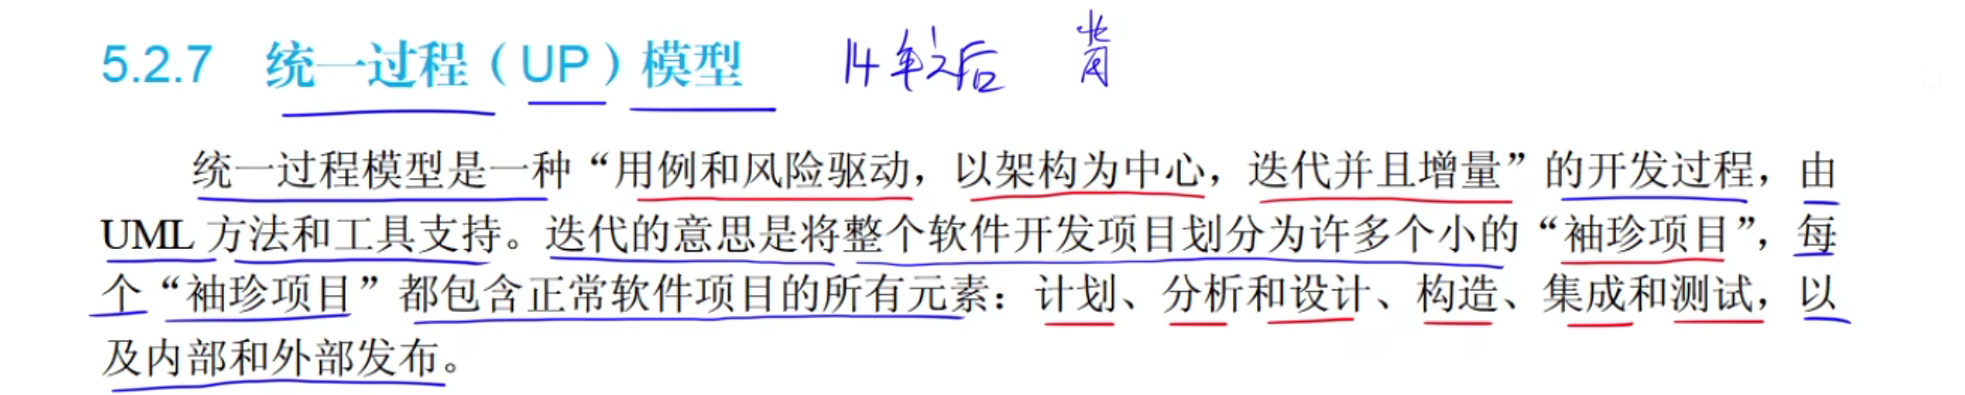 5.2.7 统一过程（UP）模型 14年之后 背
统一过程模型是一种“用例和风险驱动，以架构为中心，迭代并且增量”的开发过程，由
UML 方法和工具支持。迭代的意思是将整个软件开发项目划分为许多个小的“袖珍项目”，每
个“袖珍项目”都包含正常软件项目的所有元素：计划、分析和设计、构造、集成和测试，以
及内部和外部发布。